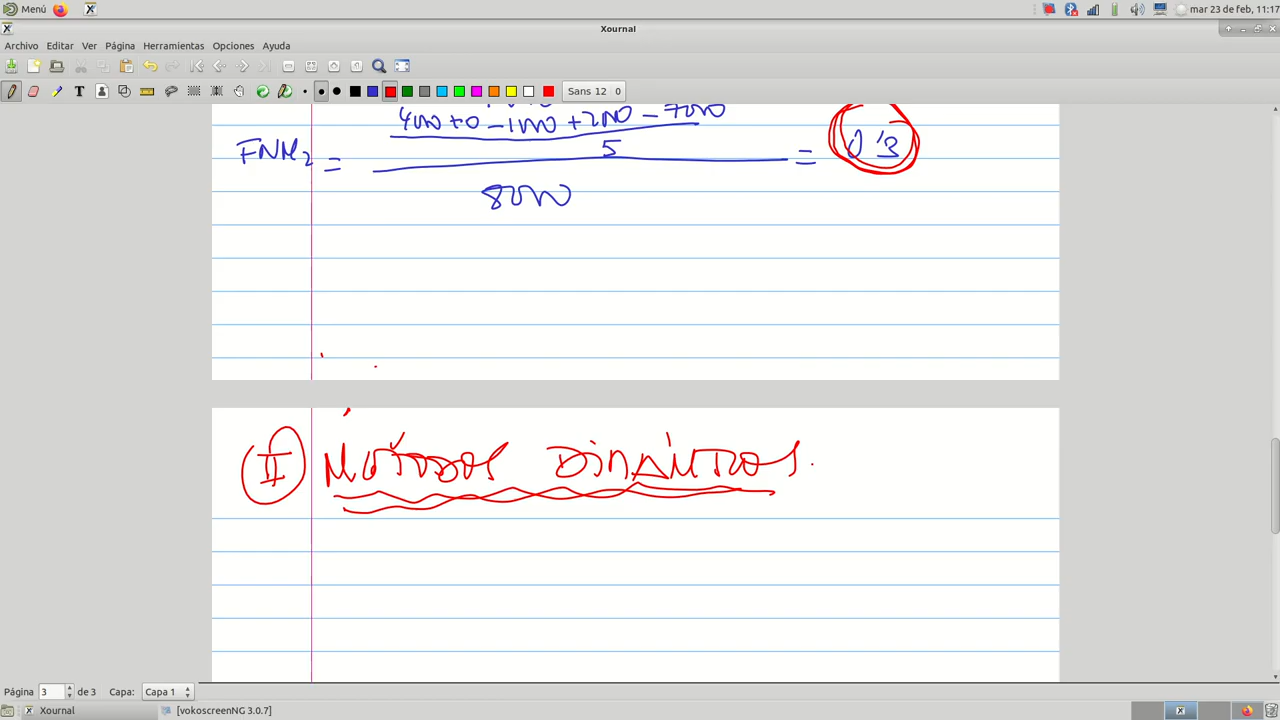 Menú
mar 23 de feb, 11:17
Xournal
Archivo Editar Ver Página Herramientas Opciones Ayuda
Sans 12 0
4000 + 0 - 1000 + 2000 - 7000
5
FNM2 = = 0'3
8000
II MÉTODOS DINÁMICOS.
Página 3 de 3 Capa: Capa 1
Xournal [vokoscreenNG 3.0.7]